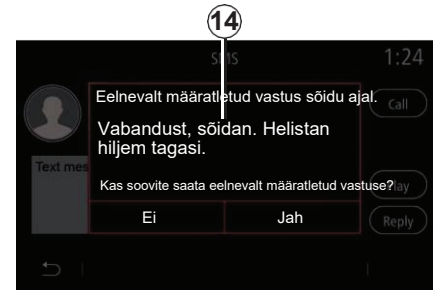 14
SMS 1:24
Eelnevalt määratletud vastus sõidu ajal.
Call
Vabandust, sõidan. Helistan
hiljem tagasi.
Text mes
Kas soovite saata eelnevalt määratletud vastuse?
Ei Jah
Reply